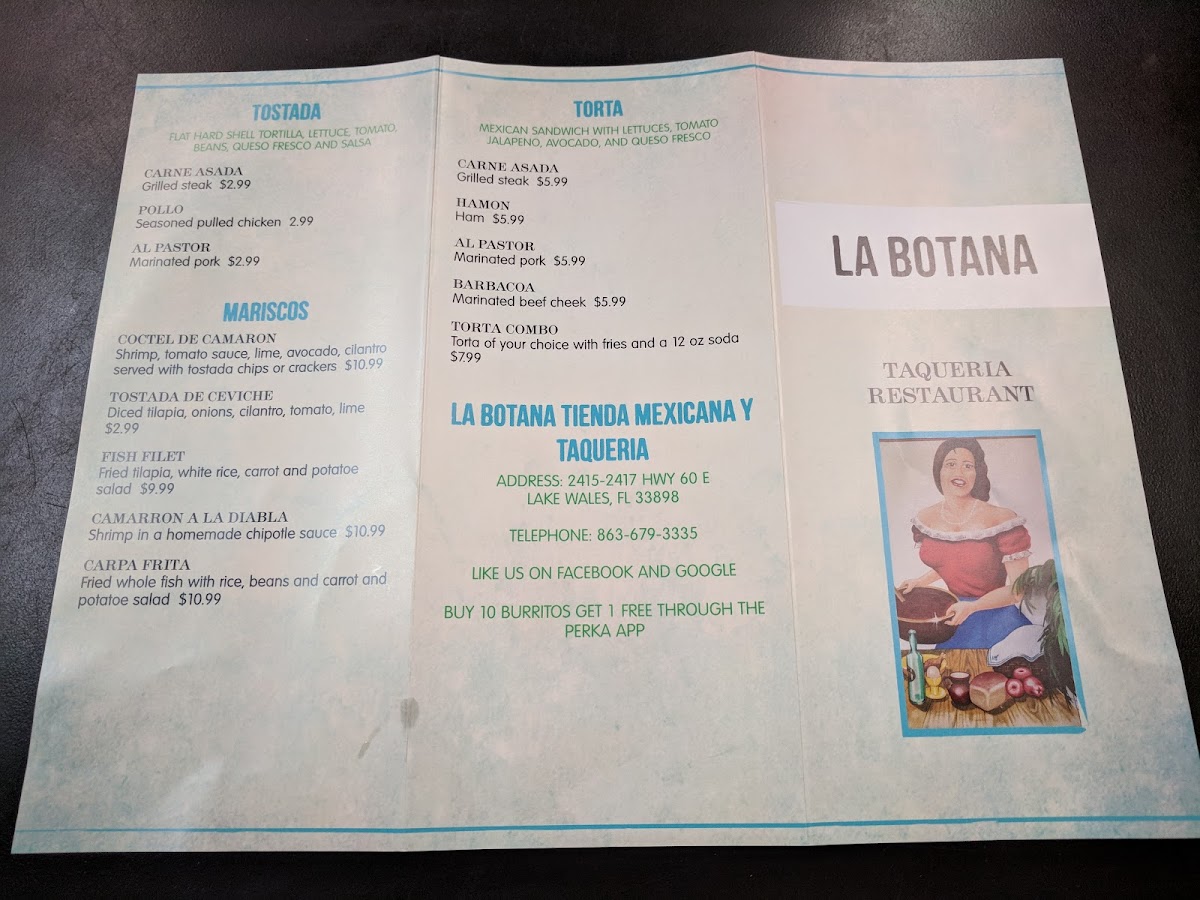 TOSTADA
FLAT HARD SHELL TORTILLA, LETTUCE, TOMATO,
BEANS, QUESO FRESCO AND SALSA
CARNE ASADA
Grilled steak $2.99
POLLO
Seasoned pulled chicken 2.99
AL PASTOR
Marinated pork $2.99
MARISCOS
COCTEL DE CAMARON
Shrimp, tomato sauce, lime, avocado, cilantro
served with tostada chips or crackers $10.99
TOSTADA DE CEVICHE
Diced tilapia, onions, cilantro, tomato, lime
$2.99
FISH FILET
Fried tilapia, white rice, carrot and potatoe
salad $9.99
CAMARRON A LA DIABLA
Shrimp in a homemade chipotle sauce $10.99
CARPA FRITA
Fried whole fish with rice, beans and carrot and
potatoe salad $10.99
TORTA
MEXICAN SANDWICH WITH LETTUCES, TOMATO
JALAPENO, AVOCADO, AND QUESO FRESCO
CARNE ASADA
Grilled steak $5.99
HAMON
Ham $5.99
AL PASTOR
Marinated pork $5.99
BARBACOA
Marinated beef cheek $5.99
TORTA COMBO
Torta of your choice with fries and a 12 oz soda
$7.99
LA BOTANA TIENDA MEXICANA Y
TAQUERIA
ADDRESS: 2415-2417 HWY 60 E
LAKE WALES, FL 33898
TELEPHONE: 863-679-3335
LIKE US ON FACEBOOK AND GOOGLE
BUY 10 BURRITOS GET 1 FREE THROUGH THE
PERKA APP
LA BOTANA
TAQUERIA
RESTAURANT